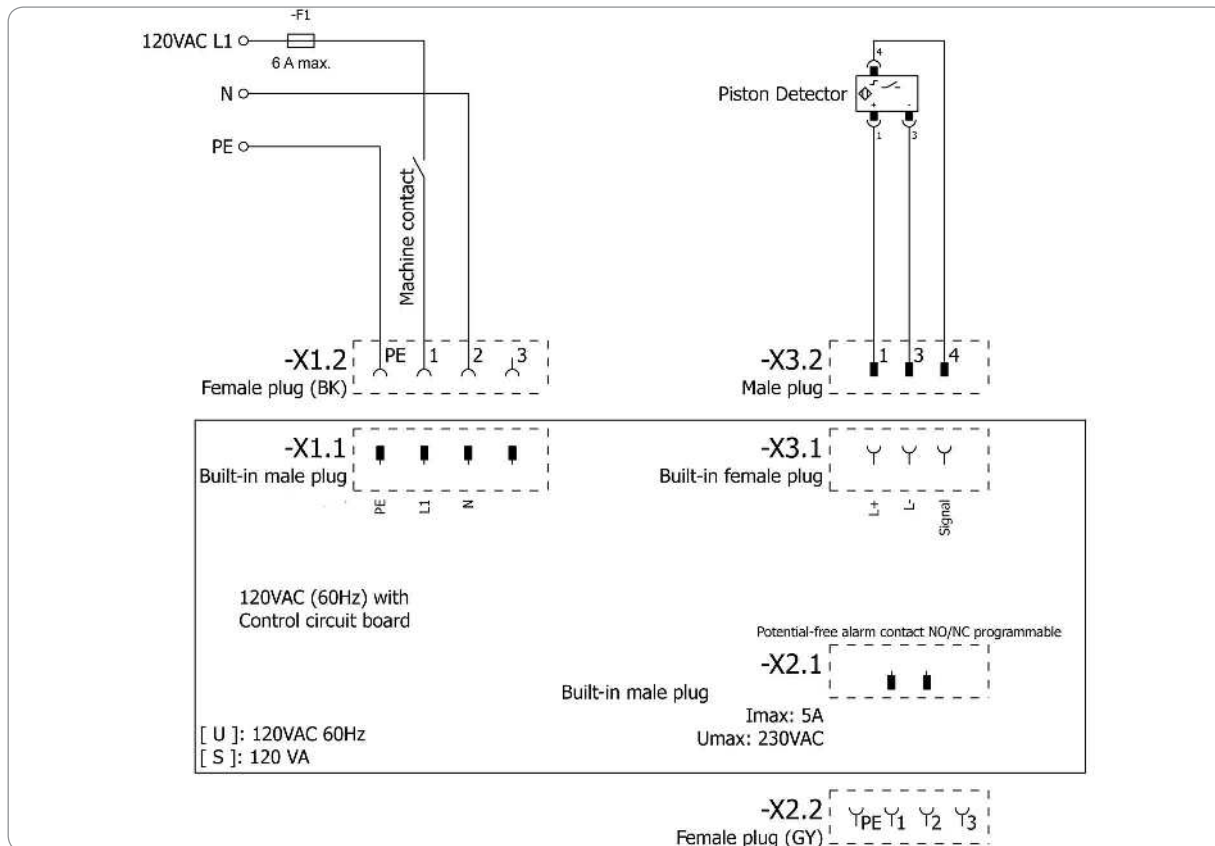 -F1
120VAC L1
6 A max.
N
PE
Machine contact
4
Piston Detector
+ -
1 3
-X1.2 PE 1 2 3
Female plug (BK)
-X3.2 1 3 4
Male plug
-X1.1
Built-in male plug
PE L1 N
-X3.1
Built-in female plug
L+ L- Signal
120VAC (60Hz) with
Control circuit board
Potential-free alarm contact NO/NC programmable
-X2.1
Built-in male plug
Imax: 5A
Umax: 230VAC
[ U ]: 120VAC 60Hz
[ S ]: 120 VA
-X2.2 PE 1 2 3
Female plug (GY)